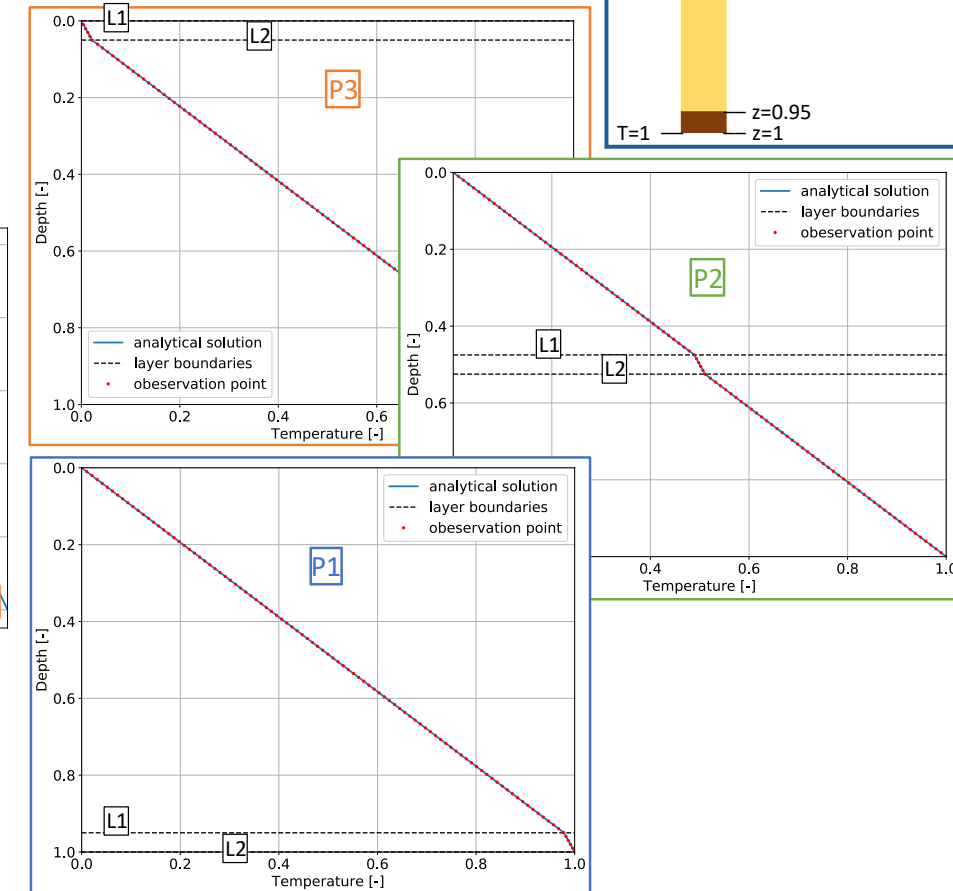 z=0.95
T=1
z=1
0.0
L1
L2
P3
0.2
0.4
Depth [-]
0.6
0.8
analytical solution
layer boundaries
obeservation point
1.0
0.0
0.2
0.4
0.6
Temperature [-]
0.0
analytical solution
layer boundaries
obeservation point
P2
0.2
0.4
L1
L2
Depth [-]
0.6
0.4
0.6
0.8
1.0
Temperature [-]
0.0
analytical solution
layer boundaries
obeservation point
P1
0.2
0.4
Depth [-]
0.6
0.8
L1
L2
1.0
0.0
0.2
0.4
0.6
0.8
1.0
Temperature [-]